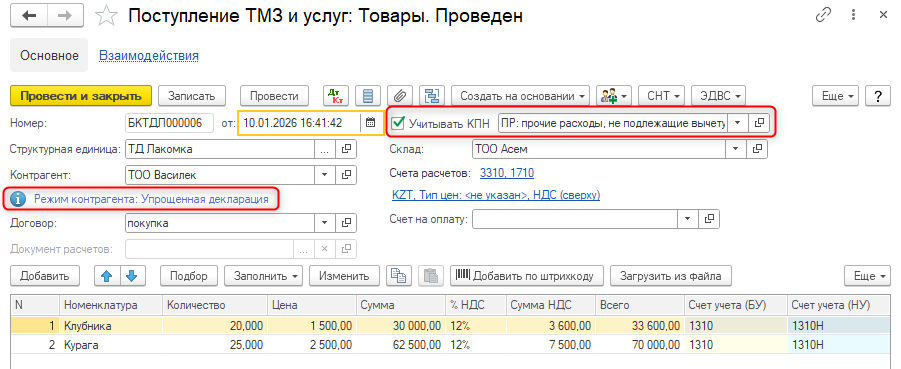 Поступление ТМЗ и услуг: Товары. Проведен
Основное Взаимодействия
Провести и закрыть Записать Провести Дт Кт Создать на основании СНТ ЭДВС Еще ?
Номер: БКТДЛ000006 от: 10.01.2026 16:41:42 Учитывать КПН ПР: прочие расходы, не подлежащие вычету
Структурная единица: ТД Лакомка Склад: ТОО Асем
Контрагент: ТОО Василек Счета расчетов: 3310, 1710
Режим контрагента: Упрощенная декларация KZT, Тип цен: <не указан>, НДС (сверху)
Договор: покупка Счет на оплату:
Документ расчетов:
Добавить Подбор Заполнить Изменить Добавить по штрихкоду Загрузить из файла Еще
N Номенклатура Количество Цена Сумма % НДС Сумма НДС Всего Счет учета (БУ) Счет учета (НУ)
1 Клубника 20,000 1 500,00 30 000,00 12% 3 600,00 33 600,00 1310 1310Н
2 Курага 25,000 2 500,00 62 500,00 12% 7 500,00 70 000,00 1310 1310Н